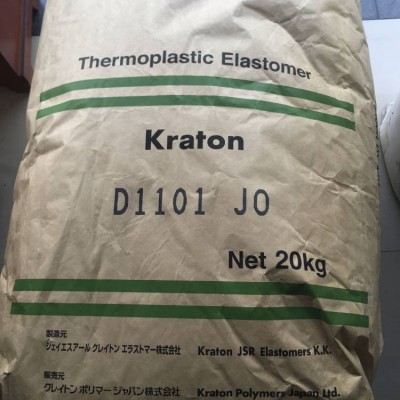 Thermoplastic Elastomer
Kraton
D1101 JO
Net 20kg
製造元
ジェイエスアール クレイトン エラストマー株式会社 Kraton JSR Elastomers K.K.
販売元
クレイトン ポリマー ジャパン株式会社 Kraton Polymers Japan Ltd.